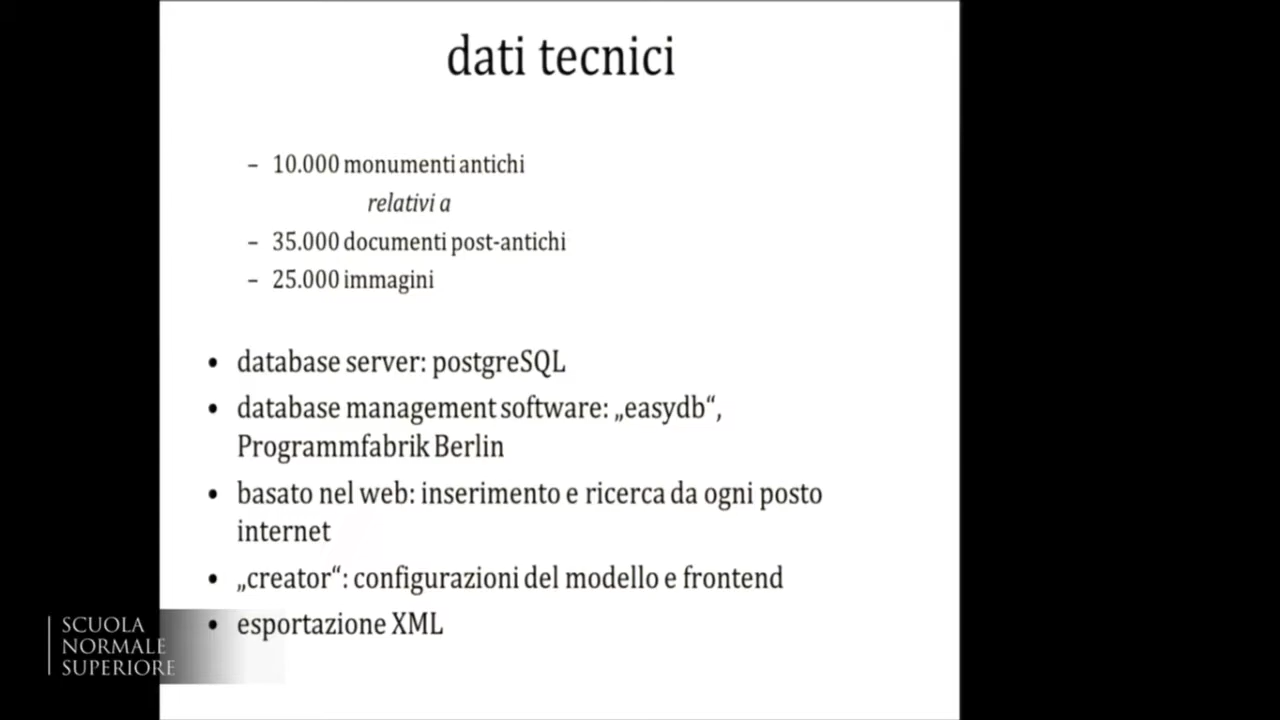 dati tecnici
– 10.000 monumenti antichi
relativi a
– 35.000 documenti post-antichi
– 25.000 immagini
• database server: postgreSQL
• database management software: „easydb“,
Programmfabrik Berlin
• basato nel web: inserimento e ricerca da ogni posto
internet
• „creator“: configurazioni del modello e frontend
• esportazione XML
SCUOLA
NORMALE
SUPERIORE